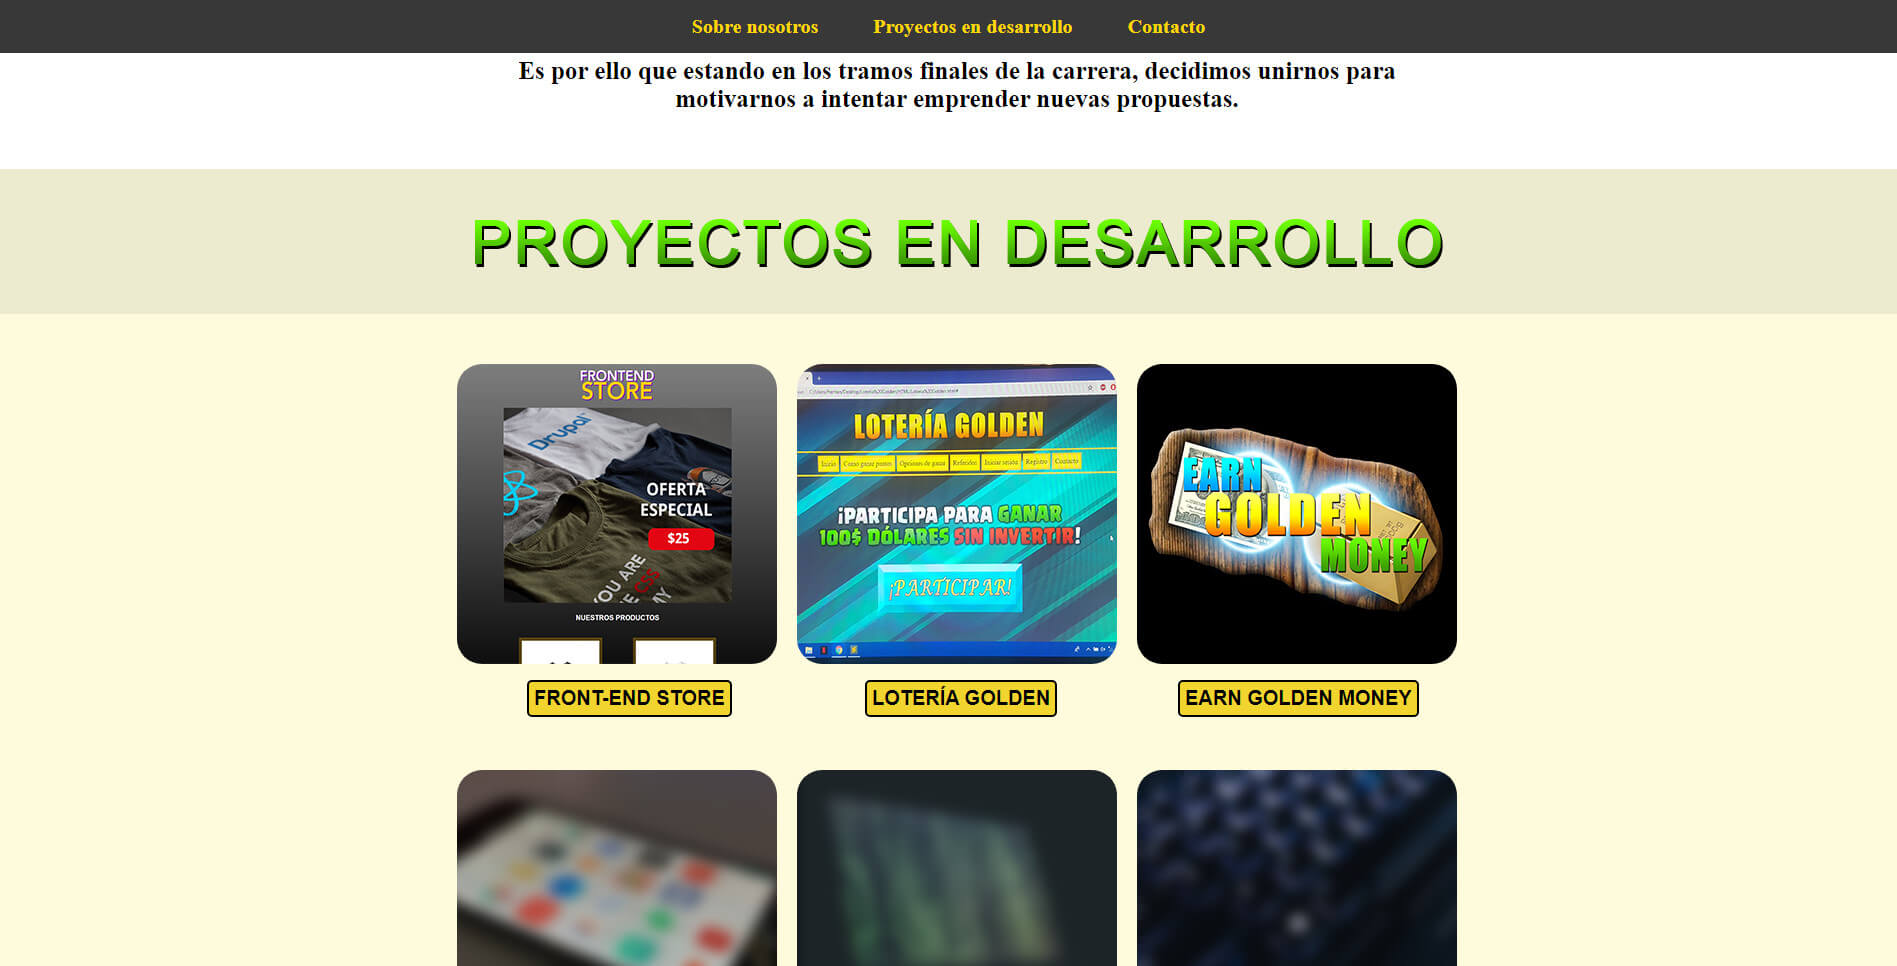 Sobre nosotros Proyectos en desarrollo Contacto
Es por ello que estando en los tramos finales de la carrera, decidimos unirnos para
motivarnos a intentar emprender nuevas propuestas.
PROYECTOS EN DESARROLLO
FRONTEND
STORE
Drupal™
OFERTA
ESPECIAL
$25
YOU ARE
CSS
MY
NUESTROS PRODUCTOS
LOTERÍA GOLDEN
Inicio Como ganar puntos Opciones de ganar Referidos Iniciar sesión Registro Contacto
¡PARTICIPA PARA GANAR
100$ DÓLARES SIN INVERTIR!
¡PARTICIPAR!
EARN
GOLDEN
MONEY
FRONT-END STORE
LOTERÍA GOLDEN
EARN GOLDEN MONEY